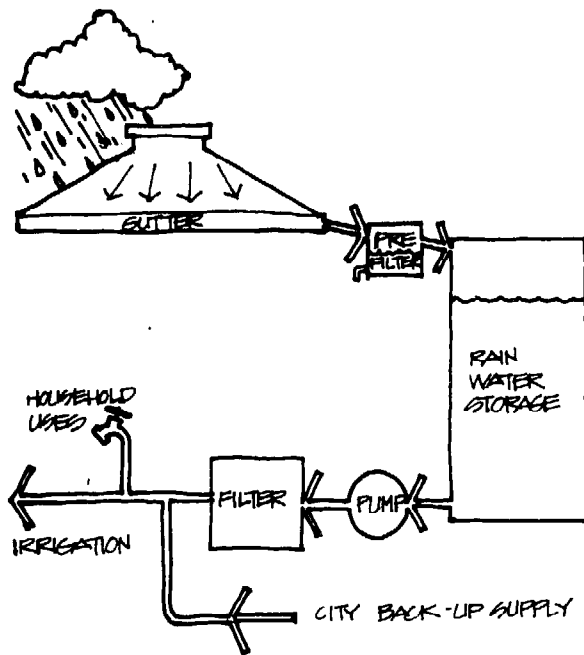 GUTTER
PRE
FILTER
RAIN
WATER
STORAGE
HOUSEHOLD
USES
FILTER
PUMP
IRRIGATION
CITY BACK-UP SUPPLY